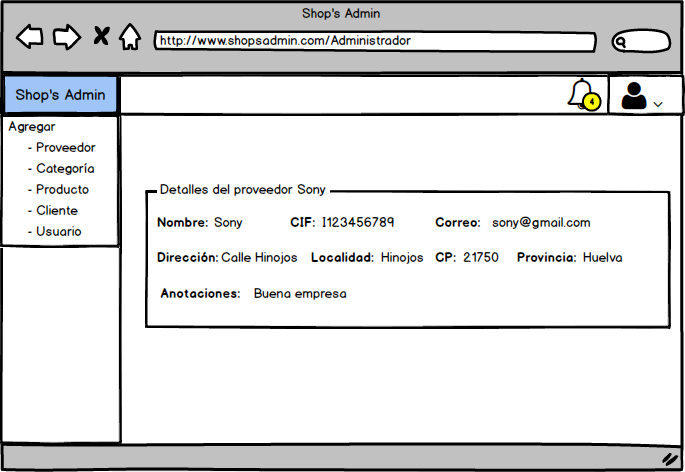 Shop's Admin
http://www.shopsadmin.com/Administrador
Shop's Admin
4
Agregar
- Proveedor
- Categoría
- Producto
- Cliente
- Usuario
Detalles del proveedor Sony
Nombre: Sony CIF: I123456789 Correo: sony@gmail.com
Dirección: Calle Hinojos Localidad: Hinojos CP: 21750 Provincia: Huelva
Anotaciones: Buena empresa